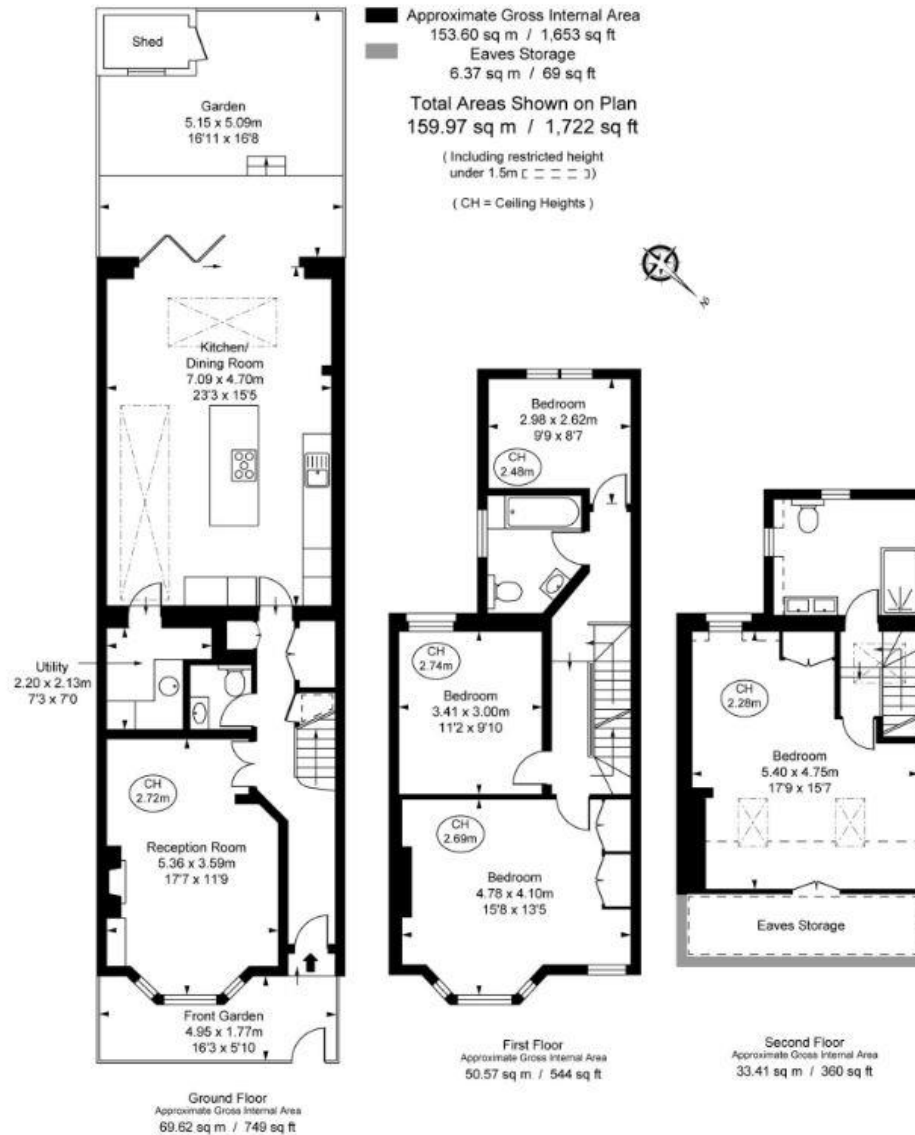 Approximate Gross Internal Area
153.60 sq m / 1,653 sq ft
Eaves Storage
6.37 sq m / 69 sq ft
Total Areas Shown on Plan
159.97 sq m / 1,722 sq ft
( Including restricted height
under 1.5m )
( CH = Ceiling Heights )
N
Shed
Garden
5.15 x 5.09m
16'11 x 16'8
Kitchen/
Dining Room
7.09 x 4.70m
23'3 x 15'5
Utility
2.20 x 2.13m
7'3 x 7'0
CH
2.72m
Reception Room
5.36 x 3.59m
17'7 x 11'9
Front Garden
4.95 x 1.77m
16'3 x 5'10
Ground Floor
Approximate Gross Internal Area
69.62 sq m / 749 sq ft
Bedroom
2.98 x 2.62m
9'9 x 8'7
CH
2.48m
CH
2.74m
Bedroom
3.41 x 3.00m
11'2 x 9'10
CH
2.69m
Bedroom
4.78 x 4.10m
15'8 x 13'5
First Floor
Approximate Gross Internal Area
50.57 sq m / 544 sq ft
CH
2.28m
Bedroom
5.40 x 4.75m
17'9 x 15'7
Eaves Storage
Second Floor
Approximate Gross Internal Area
33.41 sq m / 360 sq ft